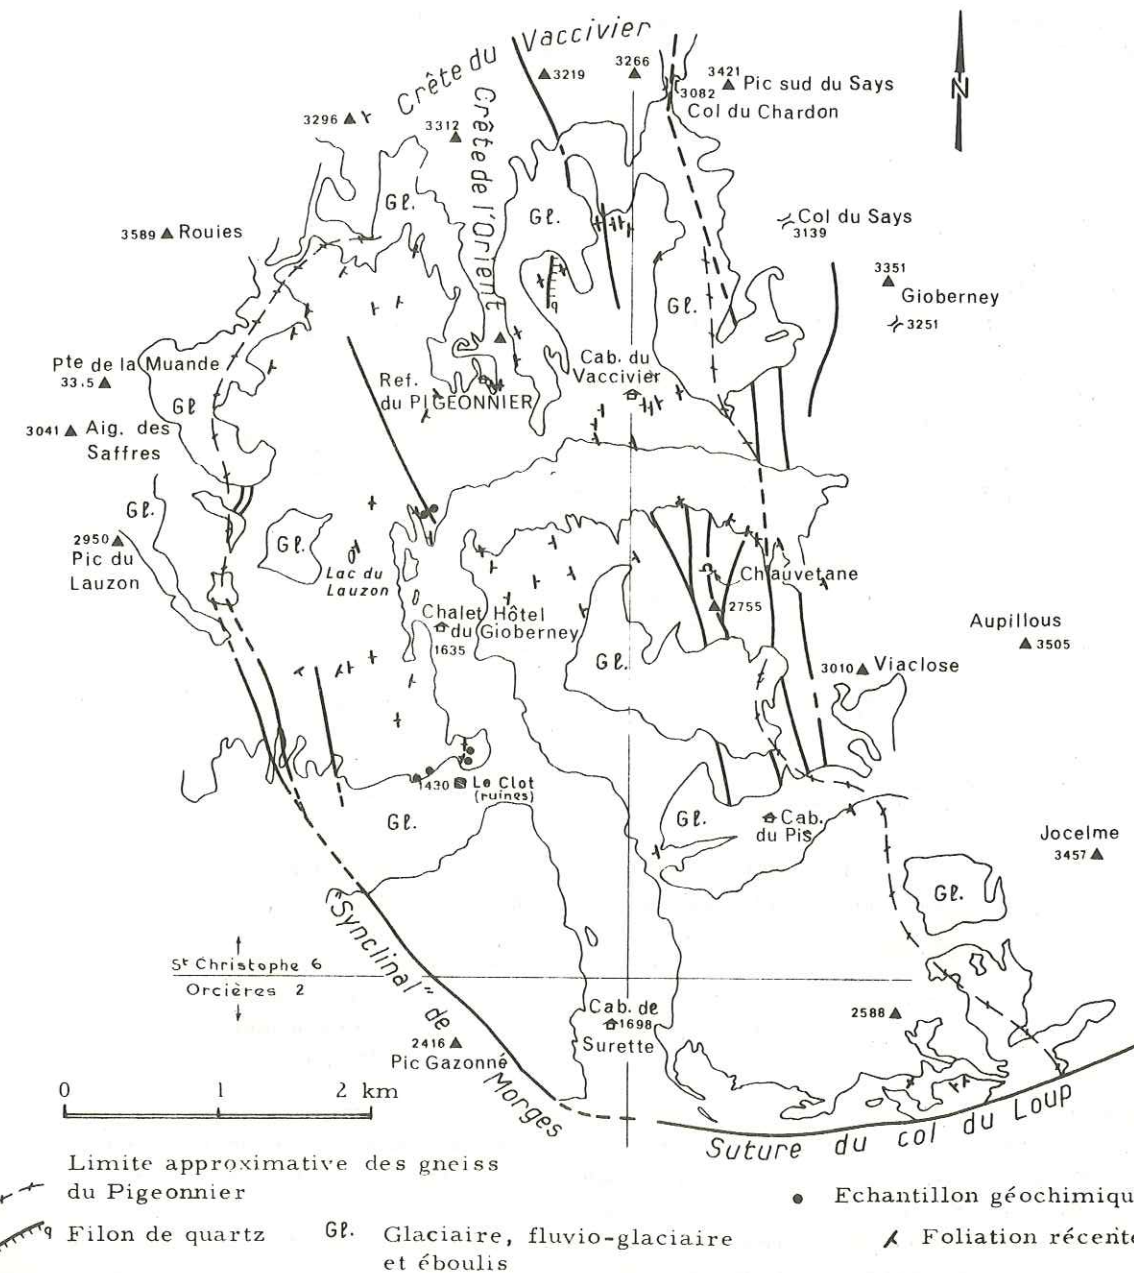 Crête du Vaccivier
3219
3266
3421
Pic sud du Says
3082
Col du Chardon
N
3296
3312
Crête de l'Orient
Gl.
Gl.
3589 Rouies
Col du Says
3139
3351
Gioberney
3251
Gl.
q
Pte de la Muande
33.5
Gl
Ref.
du PIGEONNIER
Cab. du
Vaccivier
3041 Aig. des
Saffres
Gl.
2950
Pic du
Lauzon
Gl.
Lac du
Lauzon
Chauvetane
2755
Chalet Hôtel
du Gioberney
1635
Gl.
Aupillous
3505
3010 Viaclose
1430 Le Clot
(ruines)
Gl.
Gl.
Cab.
du Pis
Jocelme
3457
Gl.
"Synclinal" de Morges
St Christophe 6
Orcières 2
Cab. de
1698
Surette
2588
2416
Pic Gazonné
0 1 2 km
Suture du col du Loup
Limite approximative des gneiss
du Pigeonnier
Echantillon géochimiqu
q Filon de quartz
Gl. Glaciaire, fluvio-glaciaire
et éboulis
Foliation récente